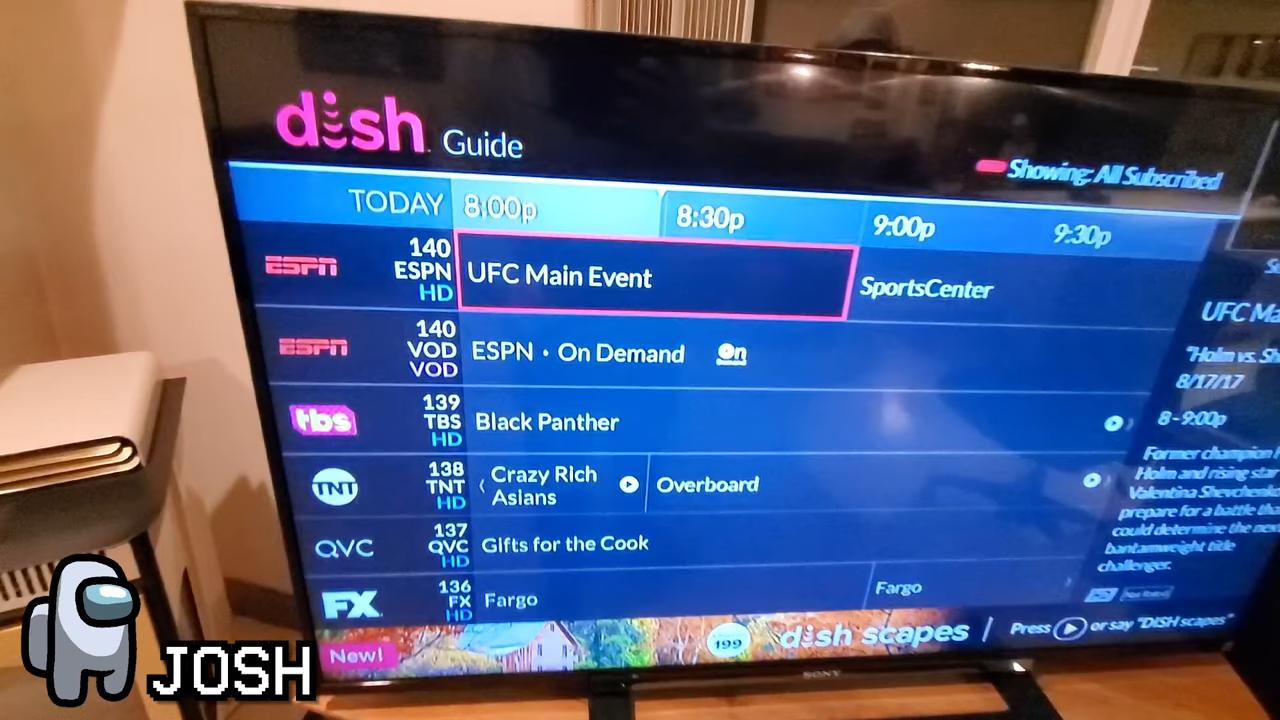 dish Guide
Showing: All Subscribed
TODAY 8:00p 8:30p 9:00p 9:30p
ESPN 140 ESPN HD UFC Main Event SportsCenter
ESPN 140 VOD VOD ESPN • On Demand On Demand
tbs 139 TBS HD Black Panther
TNT 138 TNT HD Crazy Rich Asians Overboard
QVC 137 QVC HD Gifts for the Cook
FX 136 FX HD Fargo Fargo
UFC Ma
"Holm vs. Sh
8/17/17
8 - 9:00p
Former champion H
Holm and rising star
Valentina Shevchenko
prepare for a battle tha
could determine the nex
bantamweight title
challenger.
New! 199 dish scapes | Press or say "DISH scapes"
SONY
JOSH